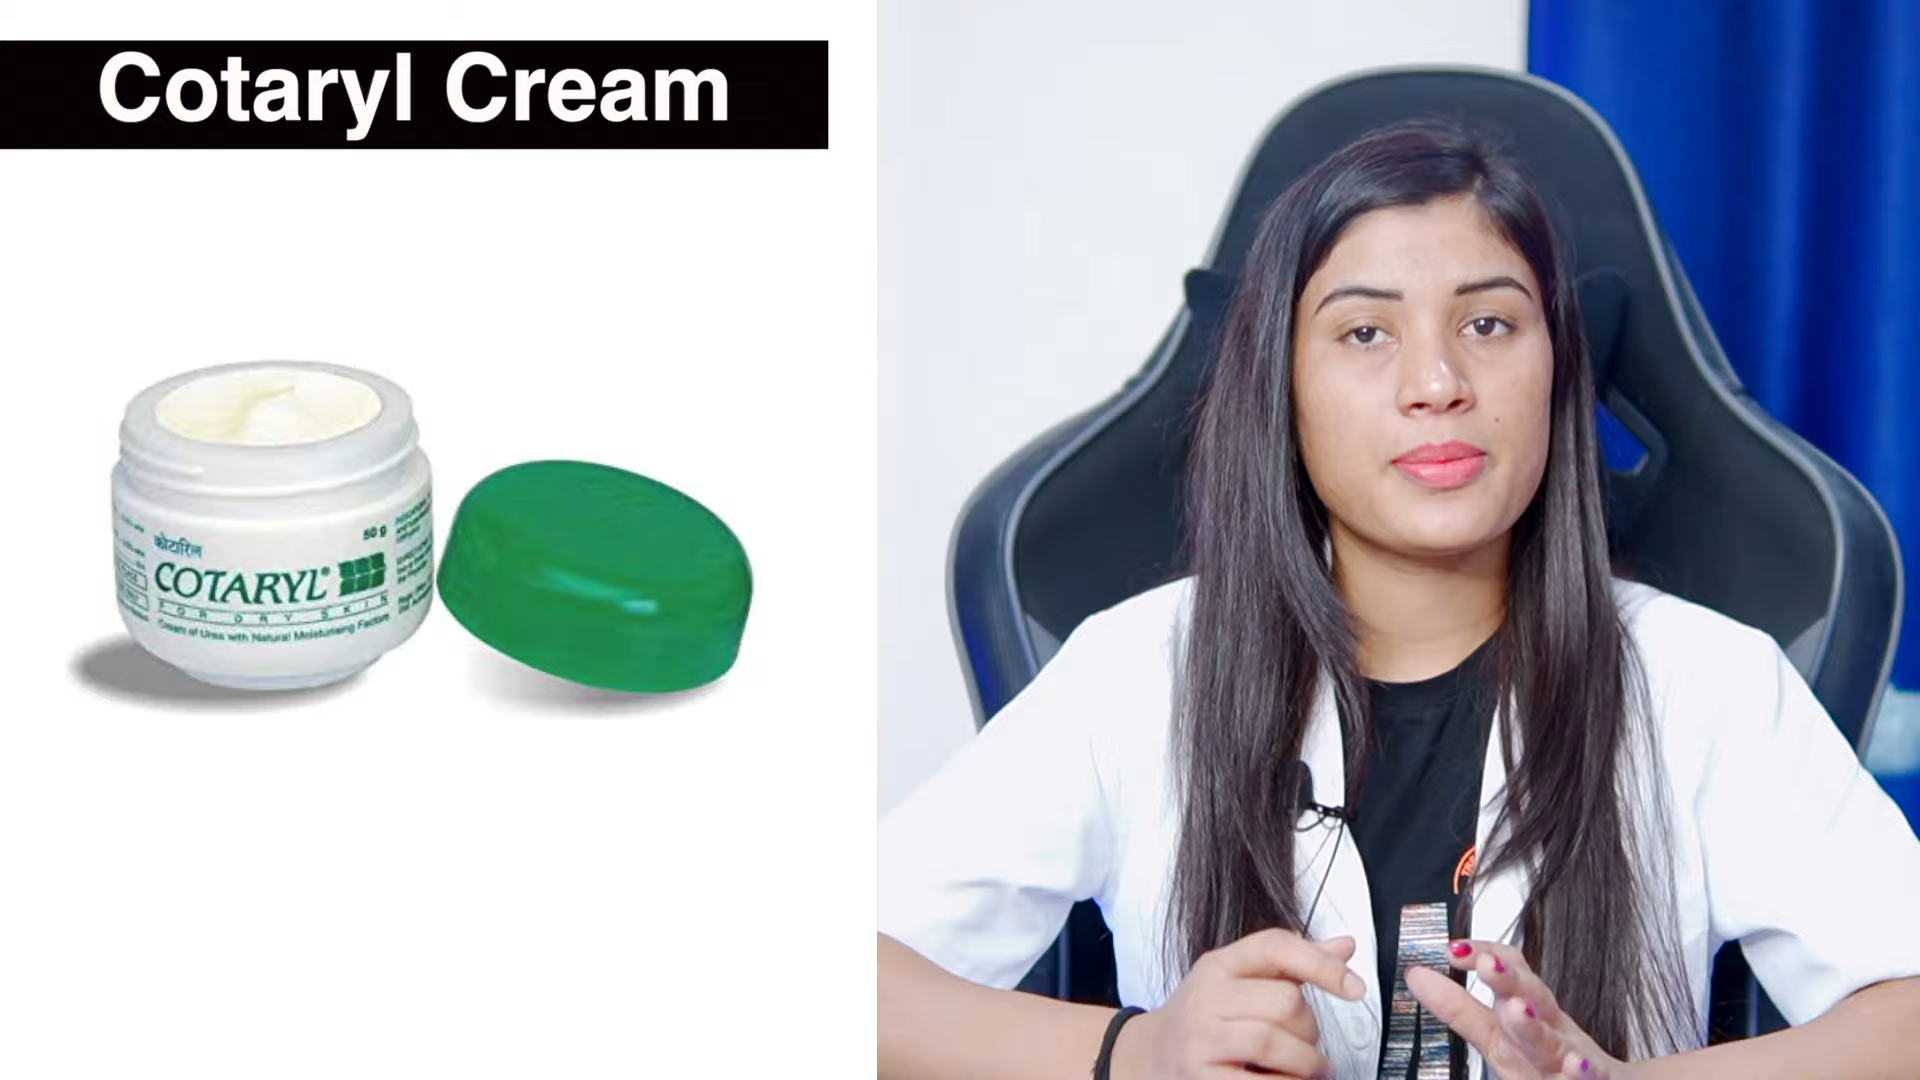 Cotaryl Cream
कोटारिल
50 g
COTARYL®
FOR DRY SKIN
Cream of Urea with Natural Moisturising Factors